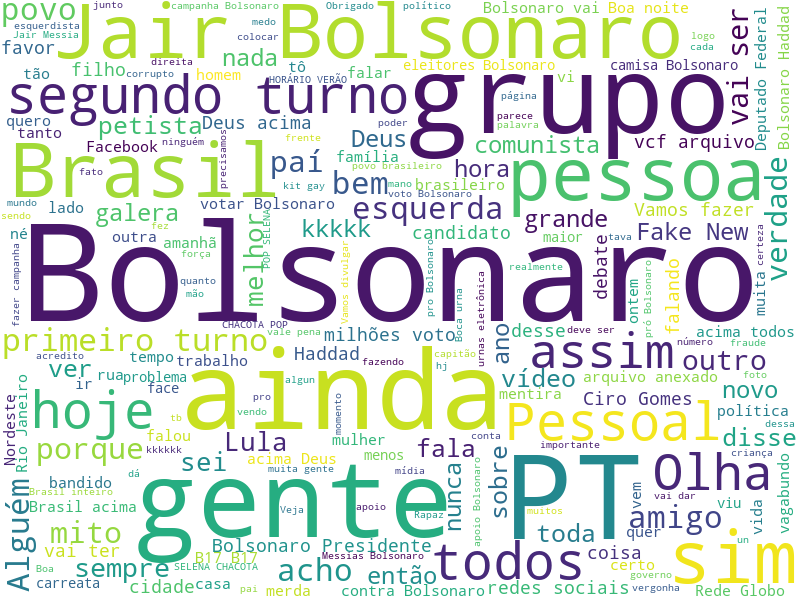 povo
junto
campanha Bolsonaro
Obrigado
político
Bolsonaro vai
Boa noite
logo
cada
esquerdista
Jair Messia
Jair Bolsonaro
medo
colocar
favor
direita
nada
tô
eleitores Bolsonaro
vi
camisa Bolsonaro
Deputado Federal
Bolsonaro Haddad
tão
filho
corrupto
homem
HORÁRIO VERÃO
falar
segundo turno
grupo
vai ser
página
quero
petista
Deus acima
poder
parece
palavra
tanto
Facebook
ninguém
precisamos
frente
Deus
comunista
vcf arquivo
Brasil
fato
paí
família
povo brasileiro
hora
pessoa
verdade
kit gay
bem
mano
brasileiro
mundo
sendo
lado
votar Bolsonaro
voto Bolsonaro
Vamos fazer
galera
fez
melhor
POP SELENA
esquerda
grande
né
outra
amanhã
força
kkkkk
candidato
maior
tava
Fake New
debate
certeza
muita
Bolsonaro
fazer campanha
quanto
mão
Vamos divulgar
pro Bolsonaro
realmente
ontem
pró Bolsonaro
falando
vale pena
Boca urna
urnas eletrônica
CHACOTA POP
primeiro turno
milhões voto
ano
desse
deve ser
número
acima todos
fraude
acredito
tempo
trabalho
Haddad
fazendo
capitão
hj
assim
outro
ver
rua
problema
algun
vídeo
arquivo anexado
foto
novo
ir
face
ainda
mentira
Ciro Gomes
política
dessa
Nordeste
Rio Janeiro
hoje
tb
vendo
pro
momento
Pessoal
disse
falou
Lula
mulher
conta
importante
porque
kkkkkk
sei
acima Deus
menos
fala
sobre
criança
muita gente
mídia
nunca
dá
bandido
gente
PT
Olha
vai dar
Alguém
Brasil inteiro
Brasil acima
Veja
apoio
Rapaz
apoio Bolsonaro
muitos
amigo
vem
viu
vida
vagabundo
mito
toda
quer
vai ter
B17 B17
Bolsonaro Presidente
Messias Bolsonaro
todos
coisa
un
sim
Boa
sempre
SELENA CHACOTA
acho
então
certo
governo
carreata
cidade
casa
pai
merda
contra Bolsonaro
redes sociais
vergonha
Rede Globo